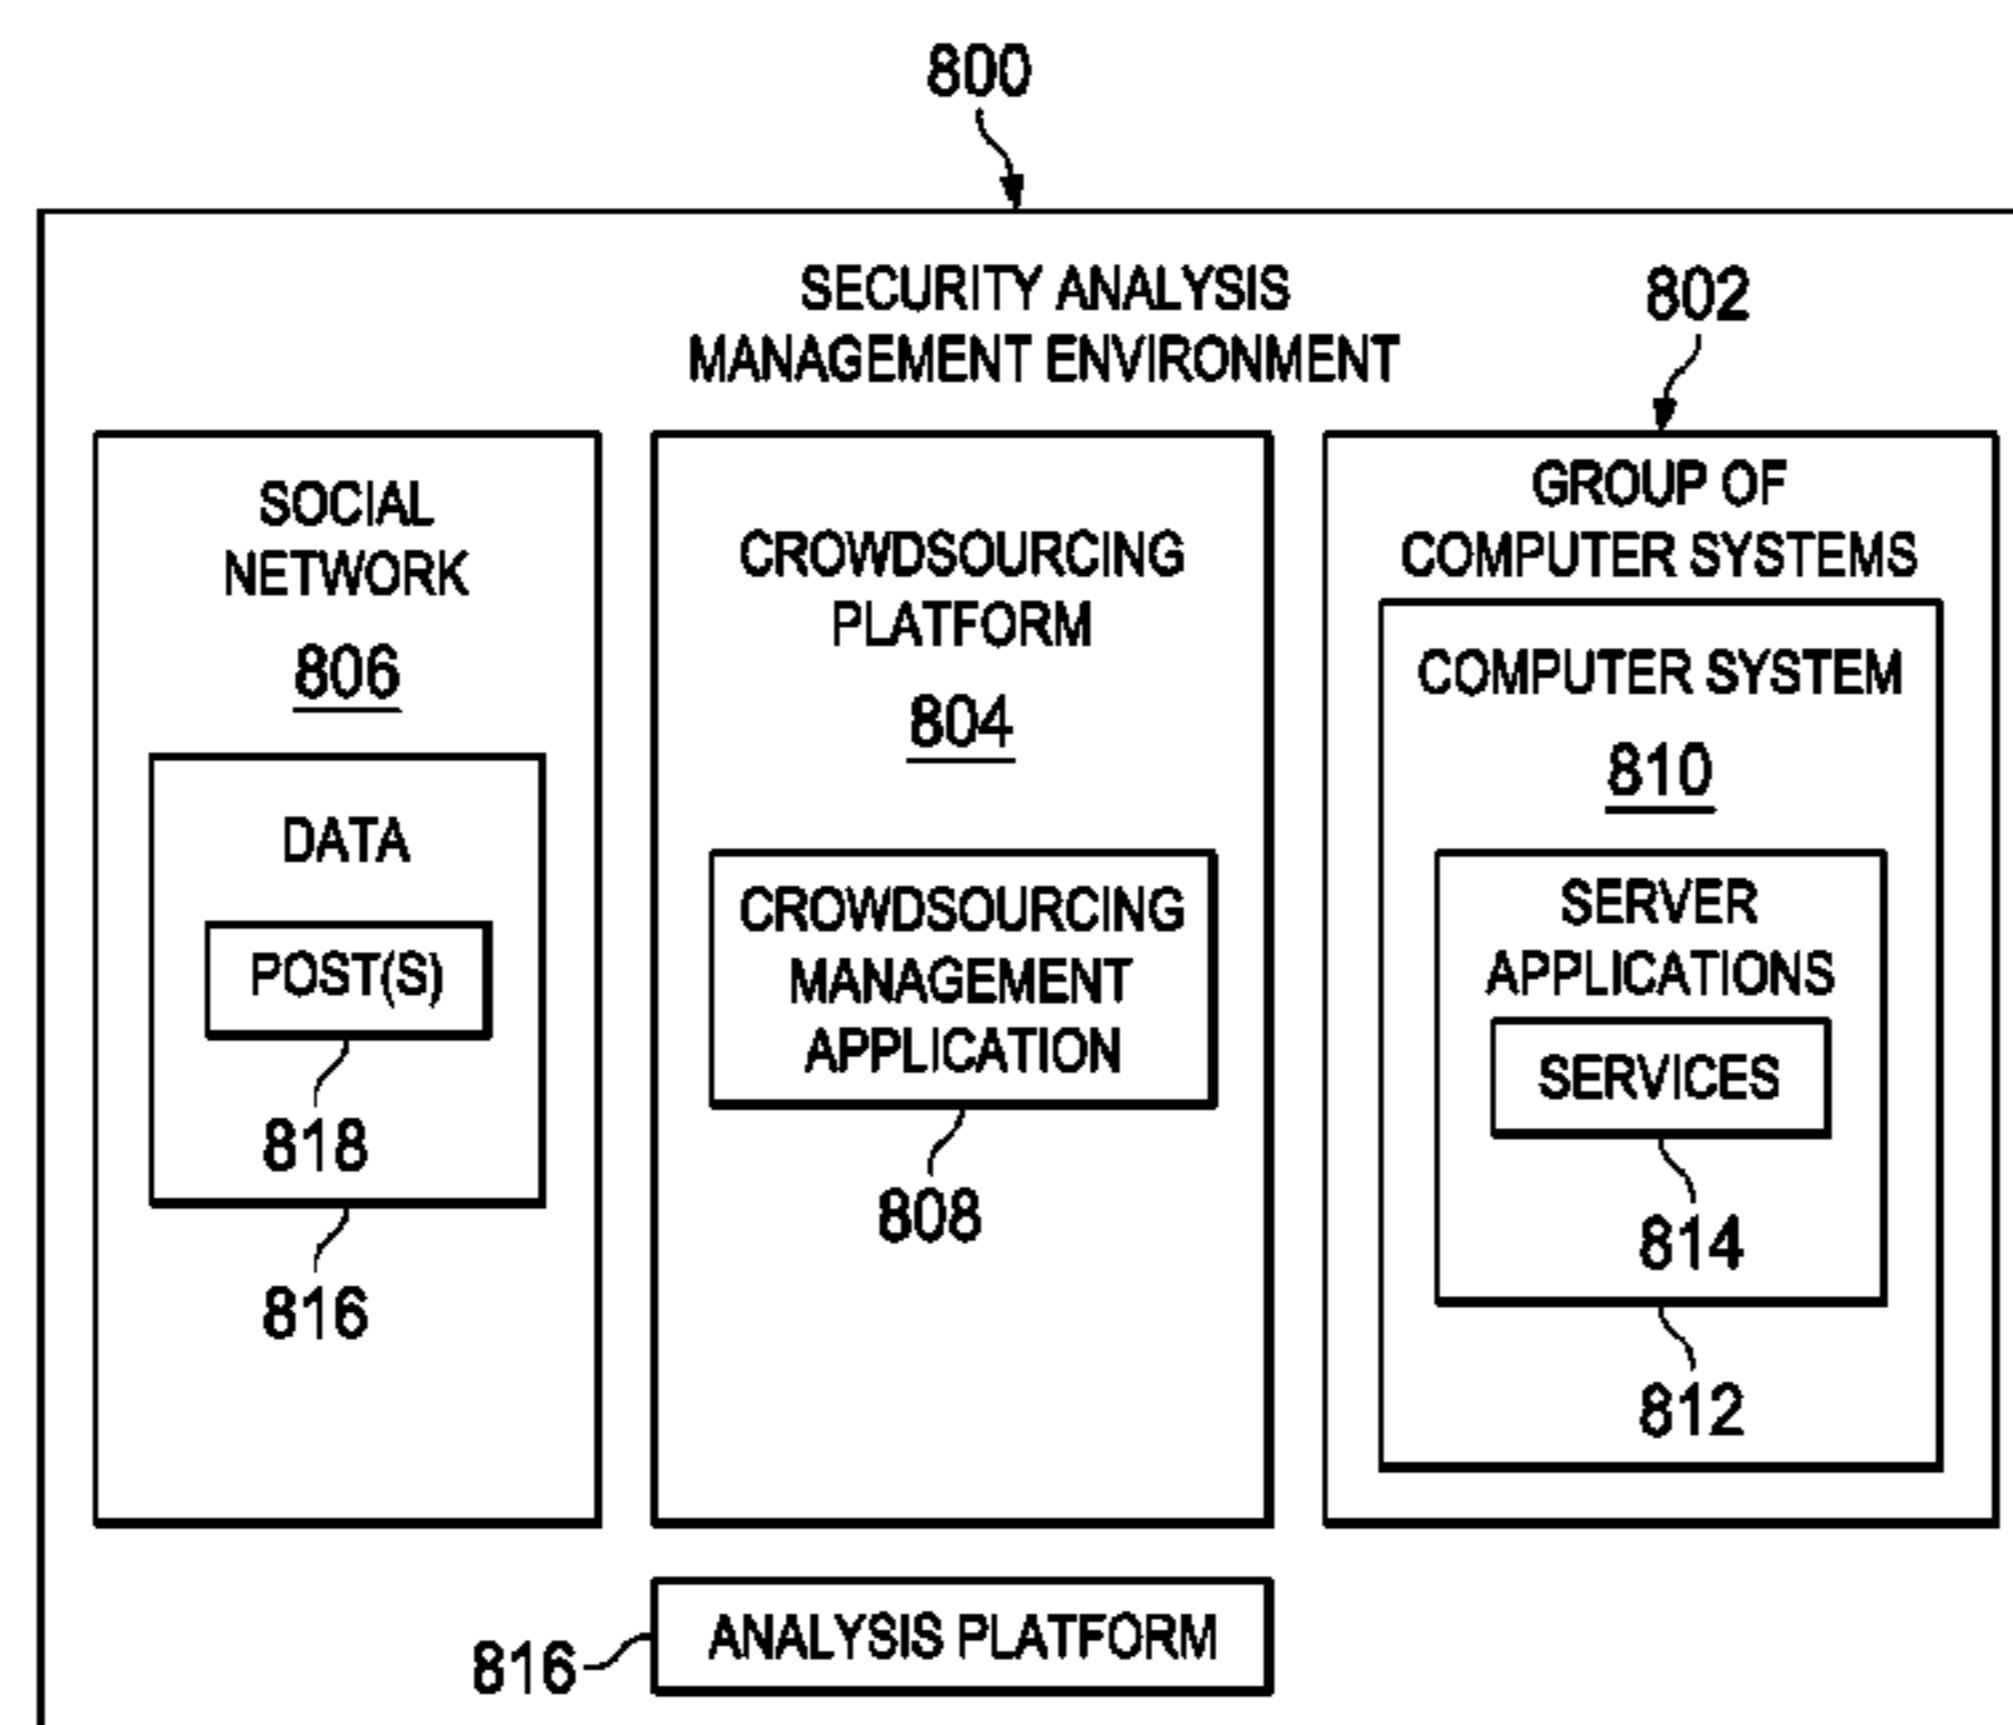 800
SECURITY ANALYSIS
MANAGEMENT ENVIRONMENT
802
SOCIAL
NETWORK
806
DATA
POST(S)
818
816
CROWDSOURCING
PLATFORM
804
CROWDSOURCING
MANAGEMENT
APPLICATION
808
GROUP OF
COMPUTER SYSTEMS
COMPUTER SYSTEM
810
SERVER
APPLICATIONS
SERVICES
814
812
816
ANALYSIS PLATFORM